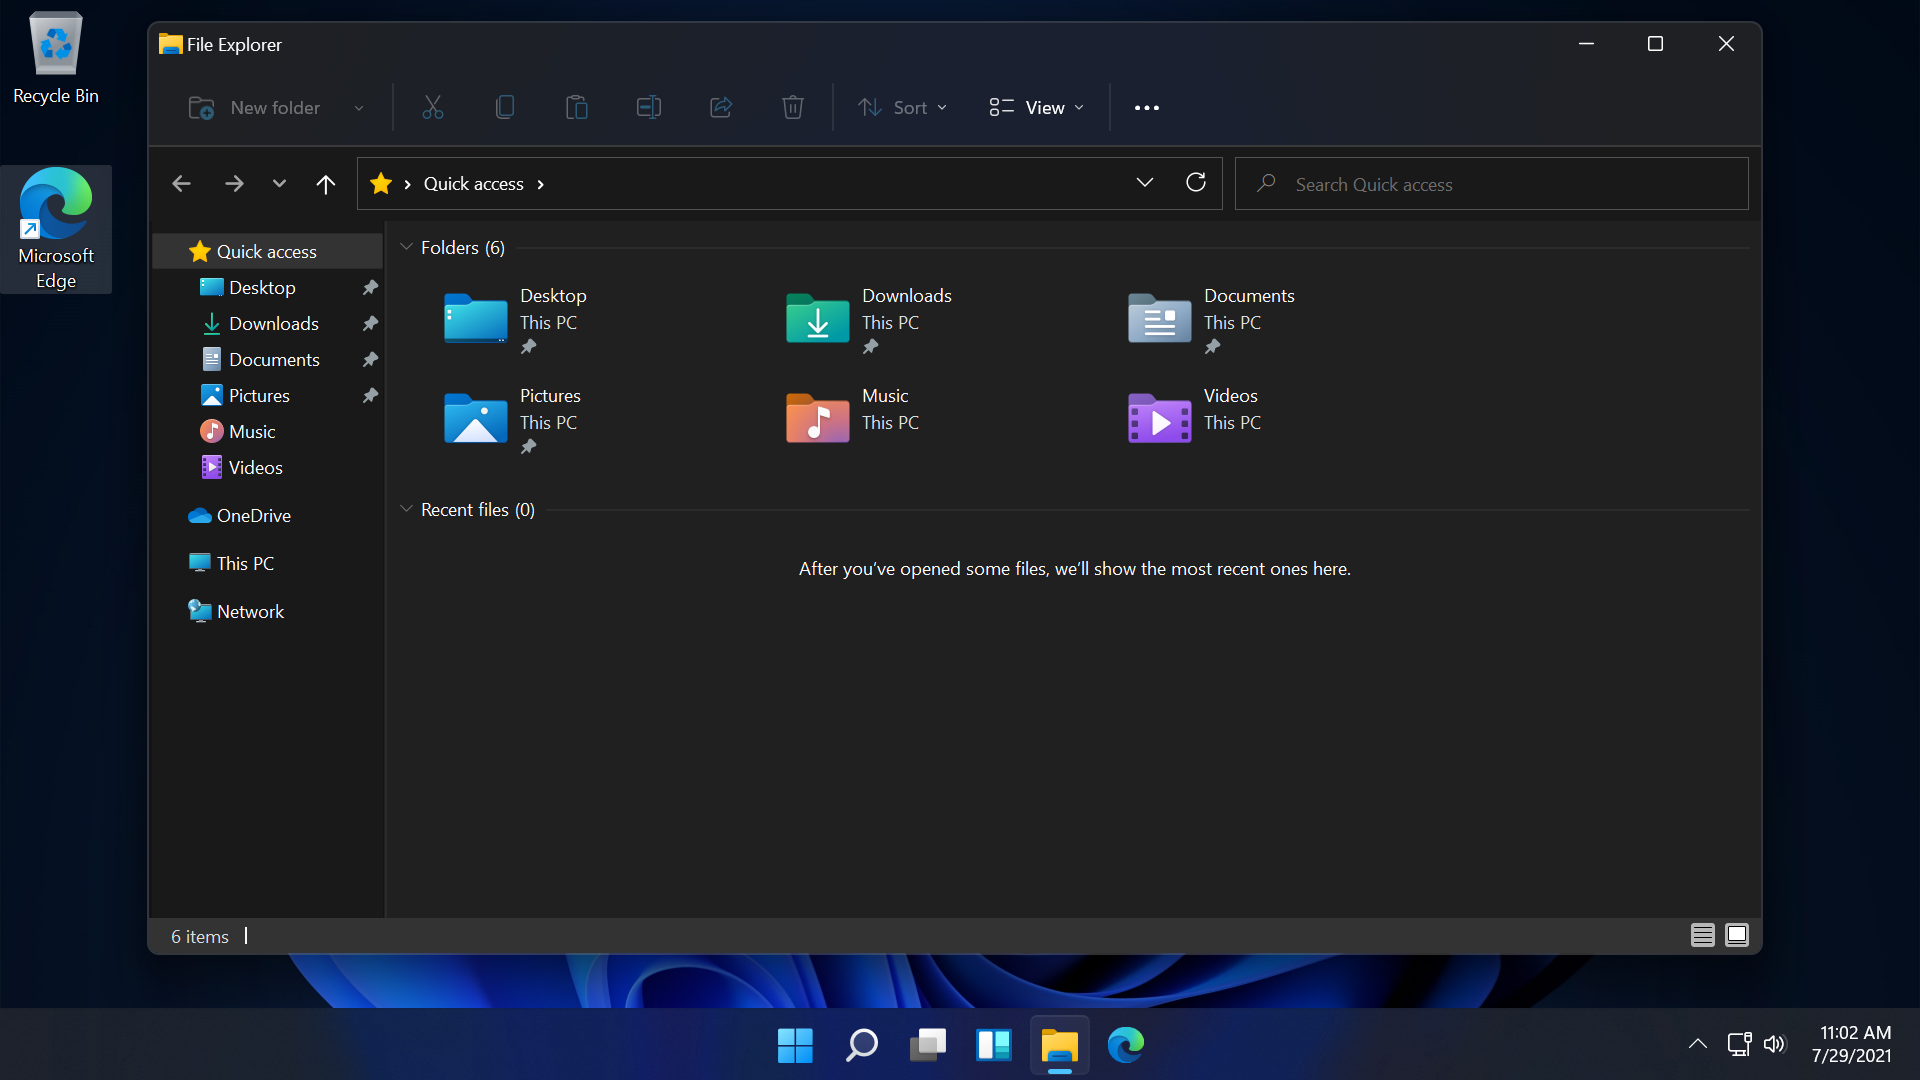 Recycle Bin
Microsoft
Edge
File Explorer
New folder
Sort
View
Quick access
Search Quick access
Quick access
Desktop
Downloads
Documents
Pictures
Music
Videos
OneDrive
This PC
Network
Folders (6)
Desktop
This PC
Downloads
This PC
Documents
This PC
Pictures
This PC
Music
This PC
Videos
This PC
Recent files (0)
After you've opened some files, we'll show the most recent ones here.
6 items
11:02 AM
7/29/2021